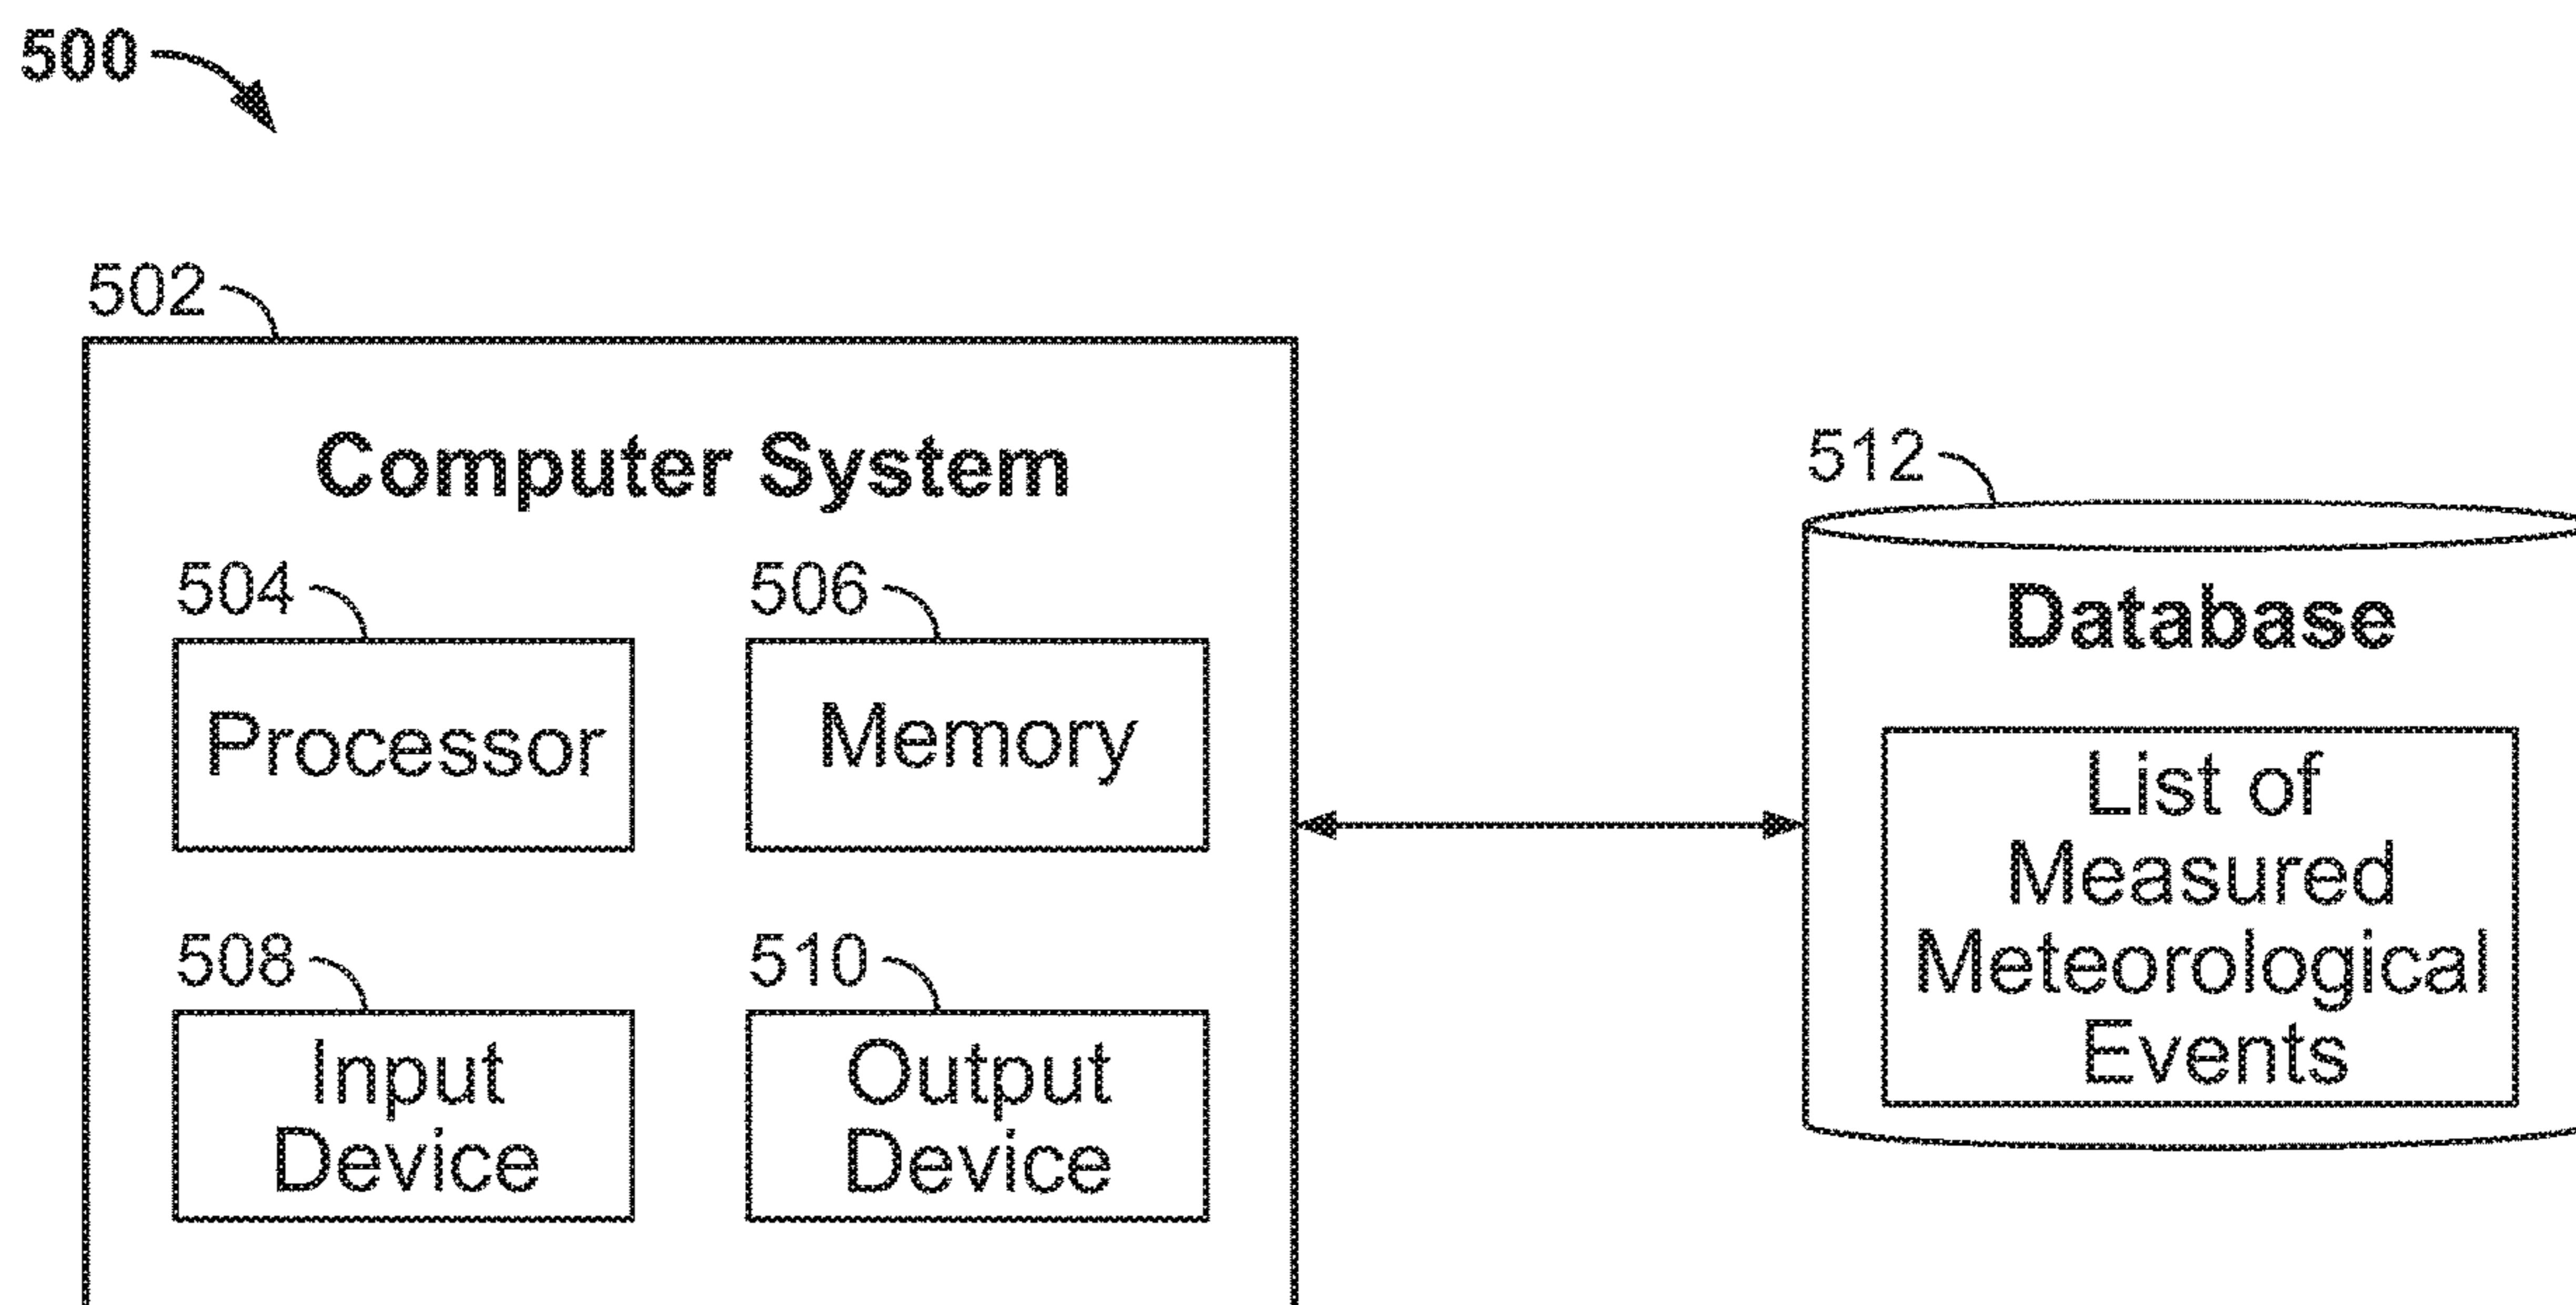 500
502
Computer System
504
506
Processor
Memory
508
510
Input
Device
Output
Device
512
Database
List of
Measured
Meteorological
Events